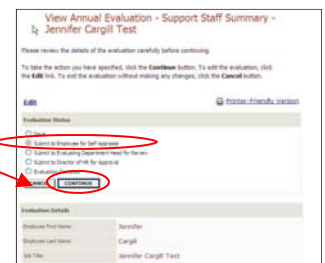 View Annual Evaluation - Support Staff Summary -
Jennifer Cargill Test
Please review the details of the evaluation carefully before continuing.
To take the action you have specified, click the Continue button. To edit the evaluation, click
the Edit link. To exit the evaluation without making any changes, click the Cancel button.
Edit
Printer-Friendly Version
Evaluation Status
Save
Submit to Employee for Self Appraisal
Submit to Evaluating Department Head for Review
Submit to Director of HR for Approval
Evaluation
CANCEL CONTINUE
Evaluation Details
Employee First Name: Jennifer
Employee Last Name: Cargill
Job Title: Jennifer Cargill Test